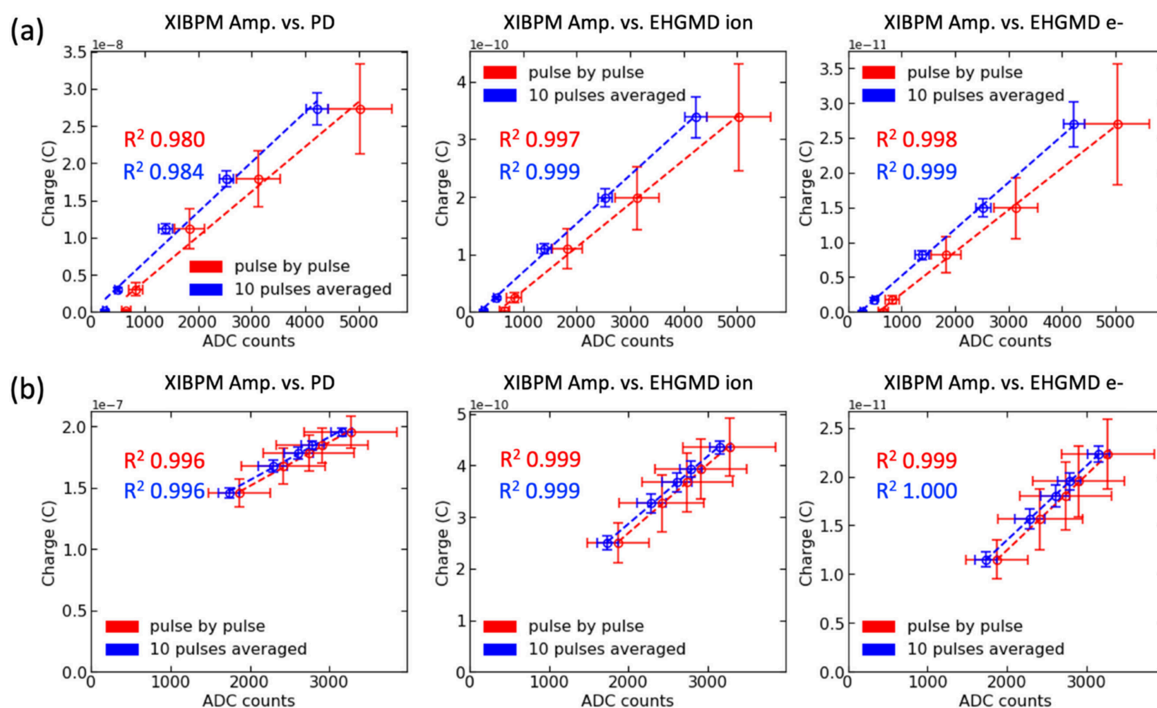 (a)
XIBPM Amp. vs. PD
XIBPM Amp. vs. EHGMD ion
XIBPM Amp. vs. EHGMD e-
1e−8
3.5
3.0
2.5
2.0
1.5
1.0
0.5
0.0
Charge (C)
R² 0.980
R² 0.984
pulse by pulse
10 pulses averaged
0 1000 2000 3000 4000 5000
ADC counts
1e−10
4
3
2
1
0
Charge (C)
pulse by pulse
10 pulses averaged
R² 0.997
R² 0.999
0 1000 2000 3000 4000 5000
ADC counts
1e−11
3.5
3.0
2.5
2.0
1.5
1.0
0.5
0.0
Charge (C)
pulse by pulse
10 pulses averaged
R² 0.998
R² 0.999
0 1000 2000 3000 4000 5000
ADC counts
(b)
XIBPM Amp. vs. PD
XIBPM Amp. vs. EHGMD ion
XIBPM Amp. vs. EHGMD e-
1e−7
2.0
1.5
1.0
0.5
0.0
Charge (C)
R² 0.996
R² 0.996
pulse by pulse
10 pulses averaged
0 1000 2000 3000
ADC counts
1e−10
5
4
3
2
1
0
Charge (C)
R² 0.999
R² 0.999
pulse by pulse
10 pulses averaged
0 1000 2000 3000
ADC counts
1e−11
2.5
2.0
1.5
1.0
0.5
0.0
Charge (C)
R² 0.999
R² 1.000
pulse by pulse
10 pulses averaged
0 1000 2000 3000
ADC counts